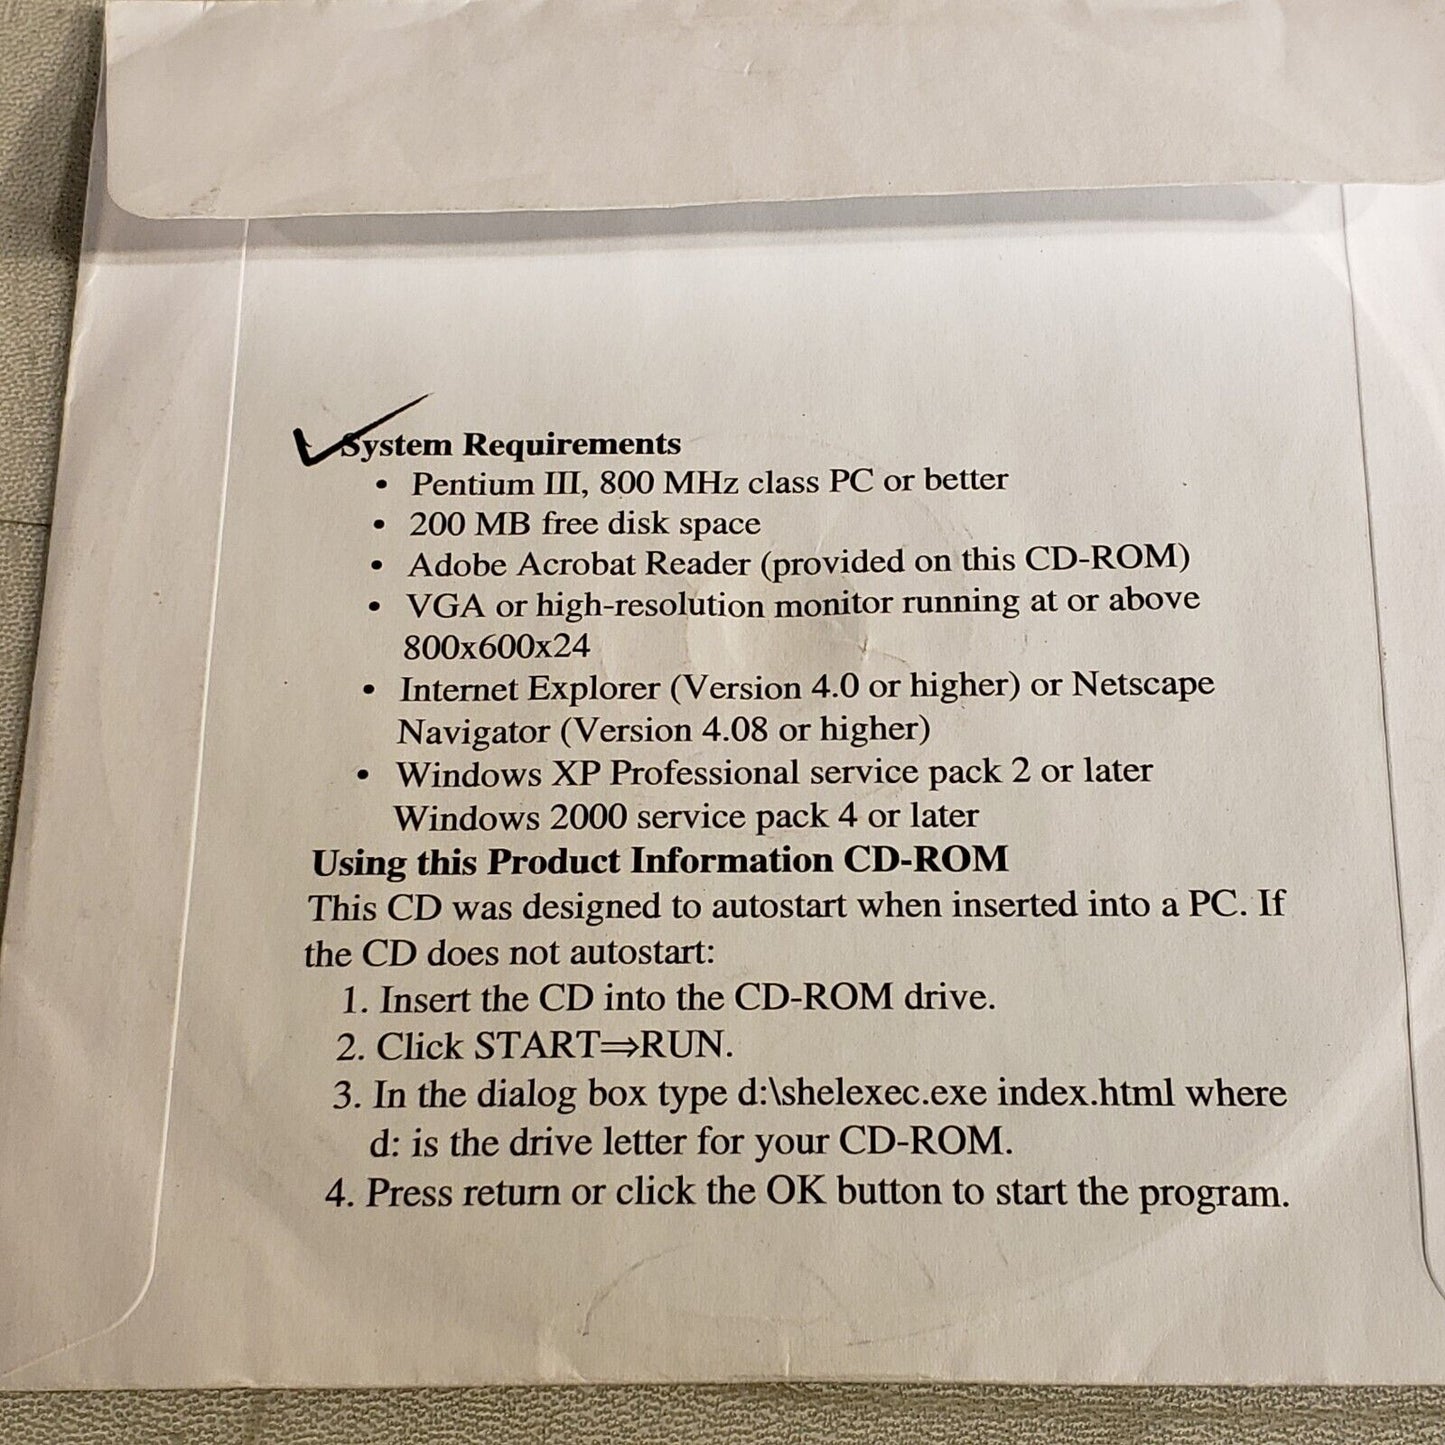 System Requirements
• Pentium III, 800 MHz class PC or better
• 200 MB free disk space
• Adobe Acrobat Reader (provided on this CD-ROM)
• VGA or high-resolution monitor running at or above
800x600x24
• Internet Explorer (Version 4.0 or higher) or Netscape
Navigator (Version 4.08 or higher)
• Windows XP Professional service pack 2 or later
Windows 2000 service pack 4 or later
Using this Product Information CD-ROM
This CD was designed to autostart when inserted into a PC. If
the CD does not autostart:
1. Insert the CD into the CD-ROM drive.
2. Click START⇒RUN.
3. In the dialog box type d:\shelexec.exe index.html where
d: is the drive letter for your CD-ROM.
4. Press return or click the OK button to start the program.